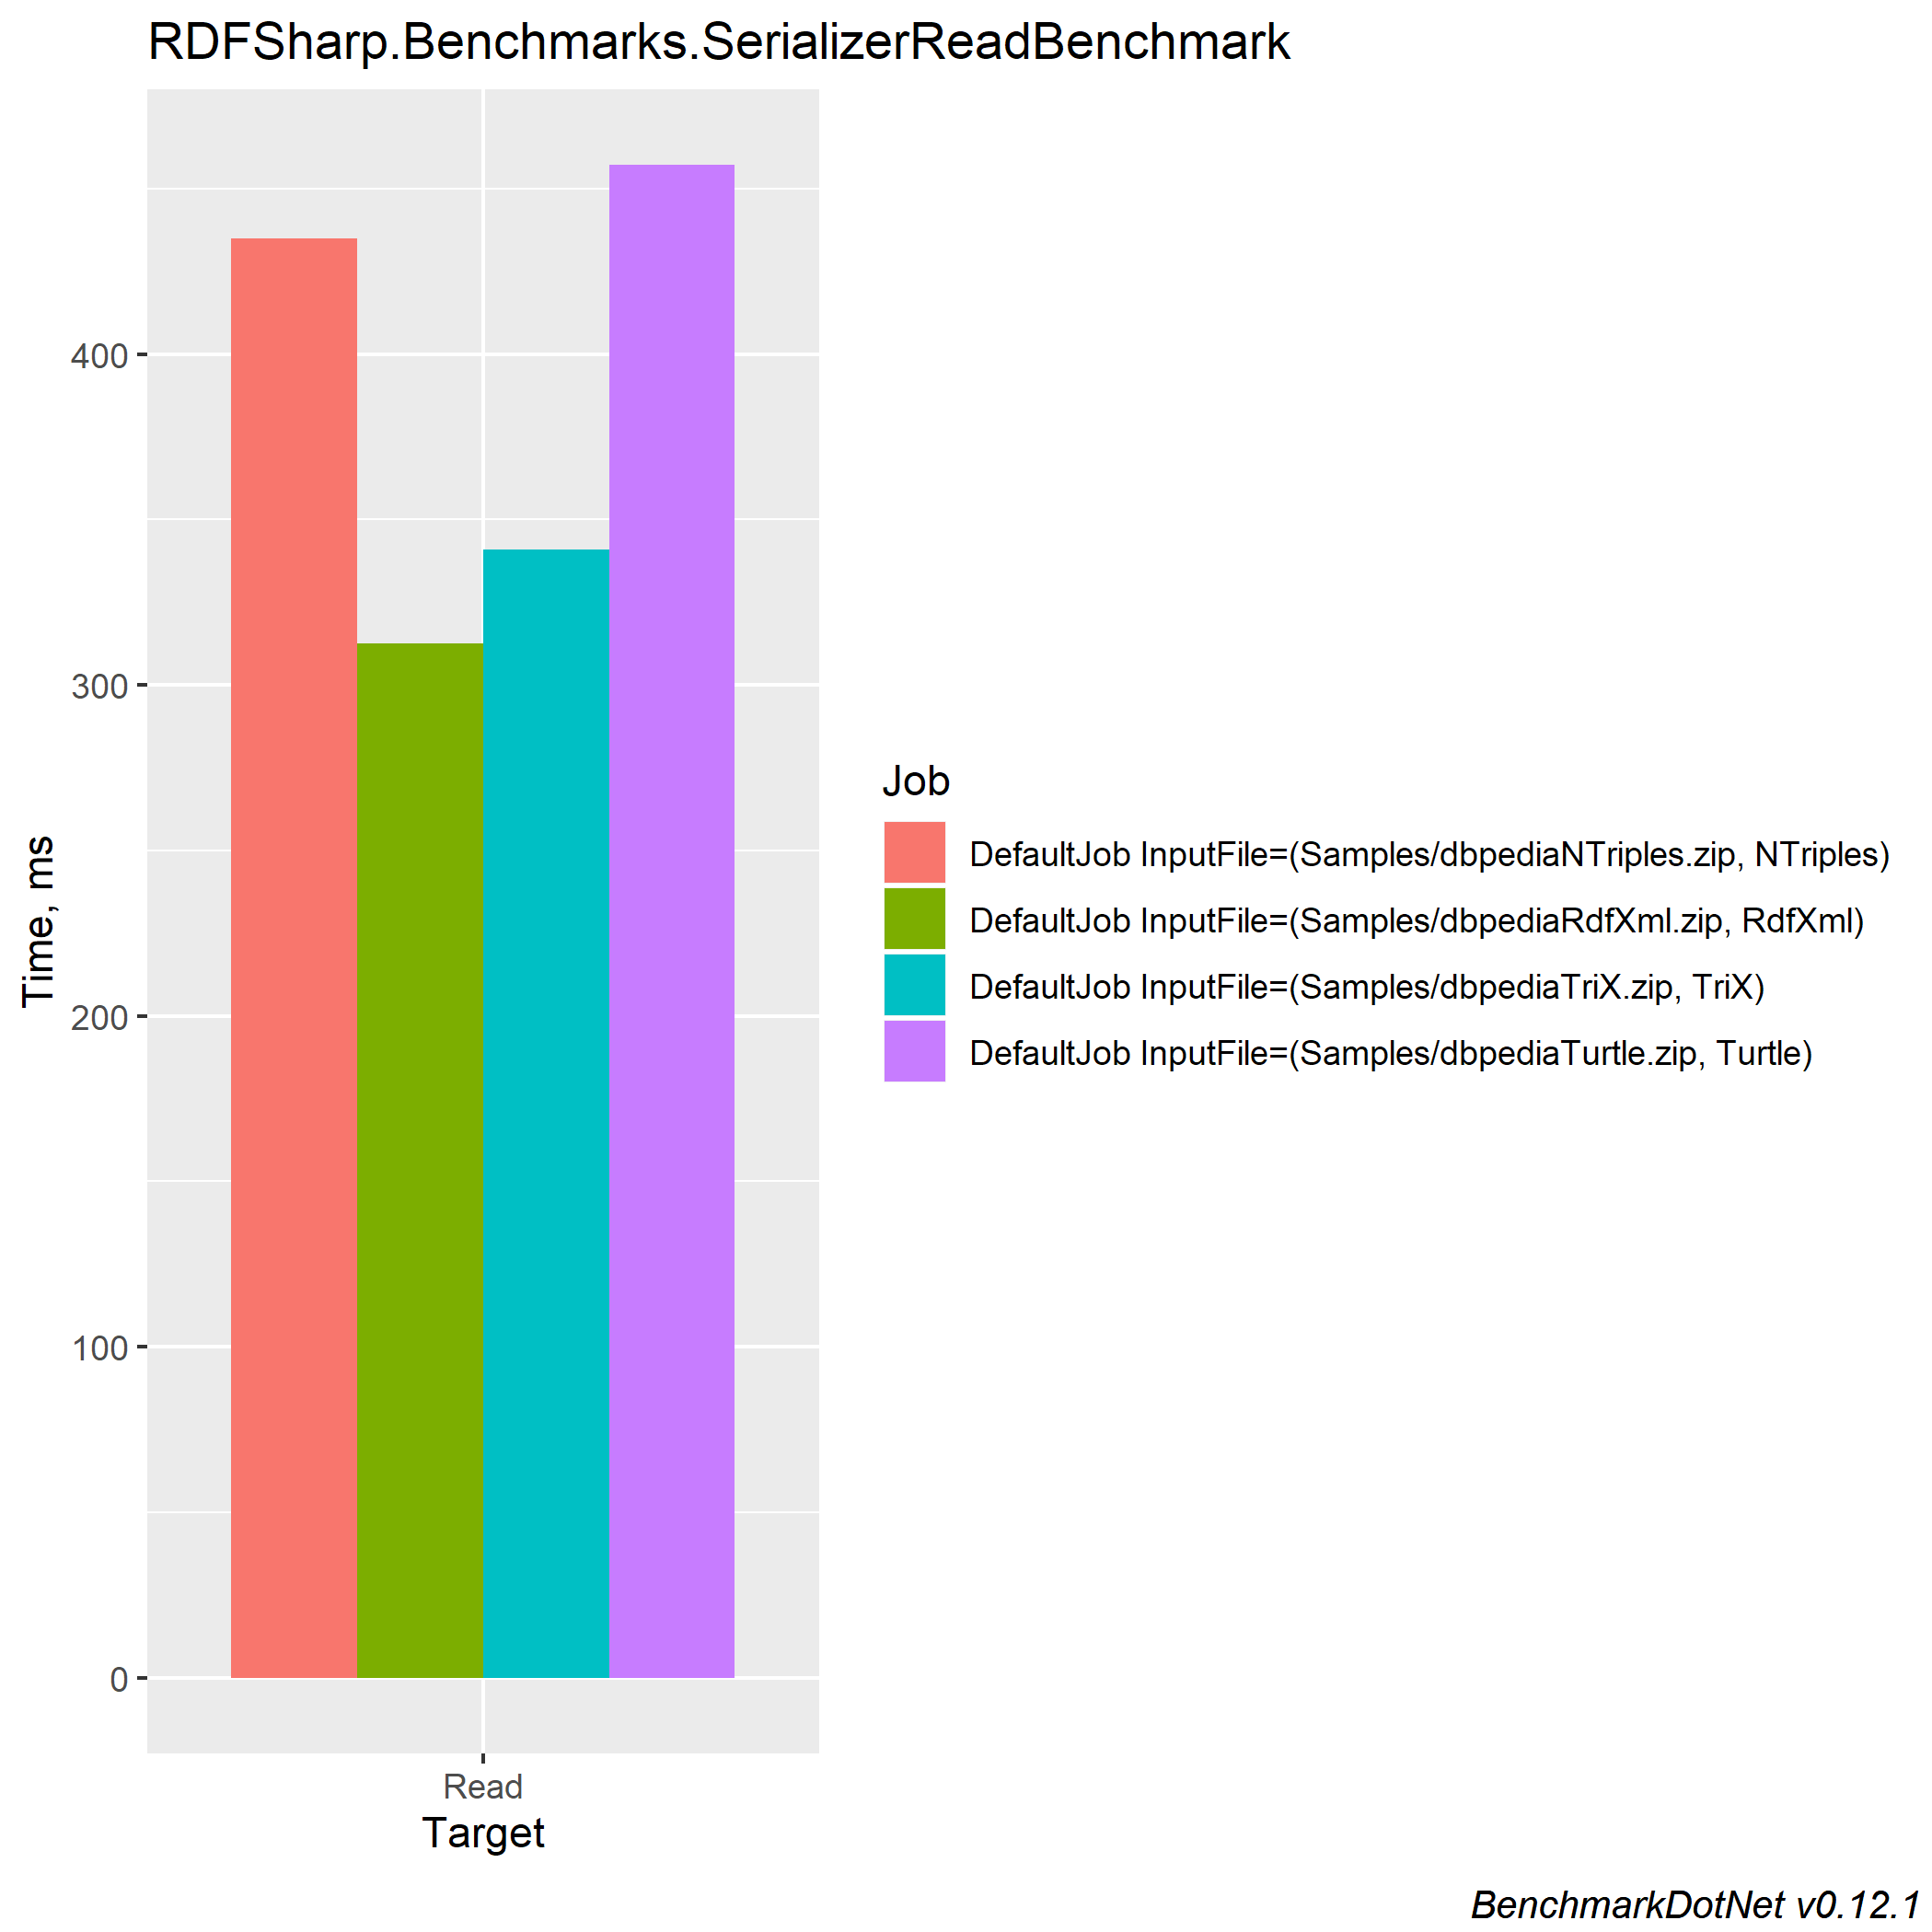 RDFSharp.Benchmarks.SerializerReadBenchmark
Time, ms
400
300
200
100
0
Read
Target
Job
DefaultJob InputFile=(Samples/dbpediaNTriples.zip, NTriples)
DefaultJob InputFile=(Samples/dbpediaRdfXml.zip, RdfXml)
DefaultJob InputFile=(Samples/dbpediaTriX.zip, TriX)
DefaultJob InputFile=(Samples/dbpediaTurtle.zip, Turtle)
BenchmarkDotNet v0.12.1